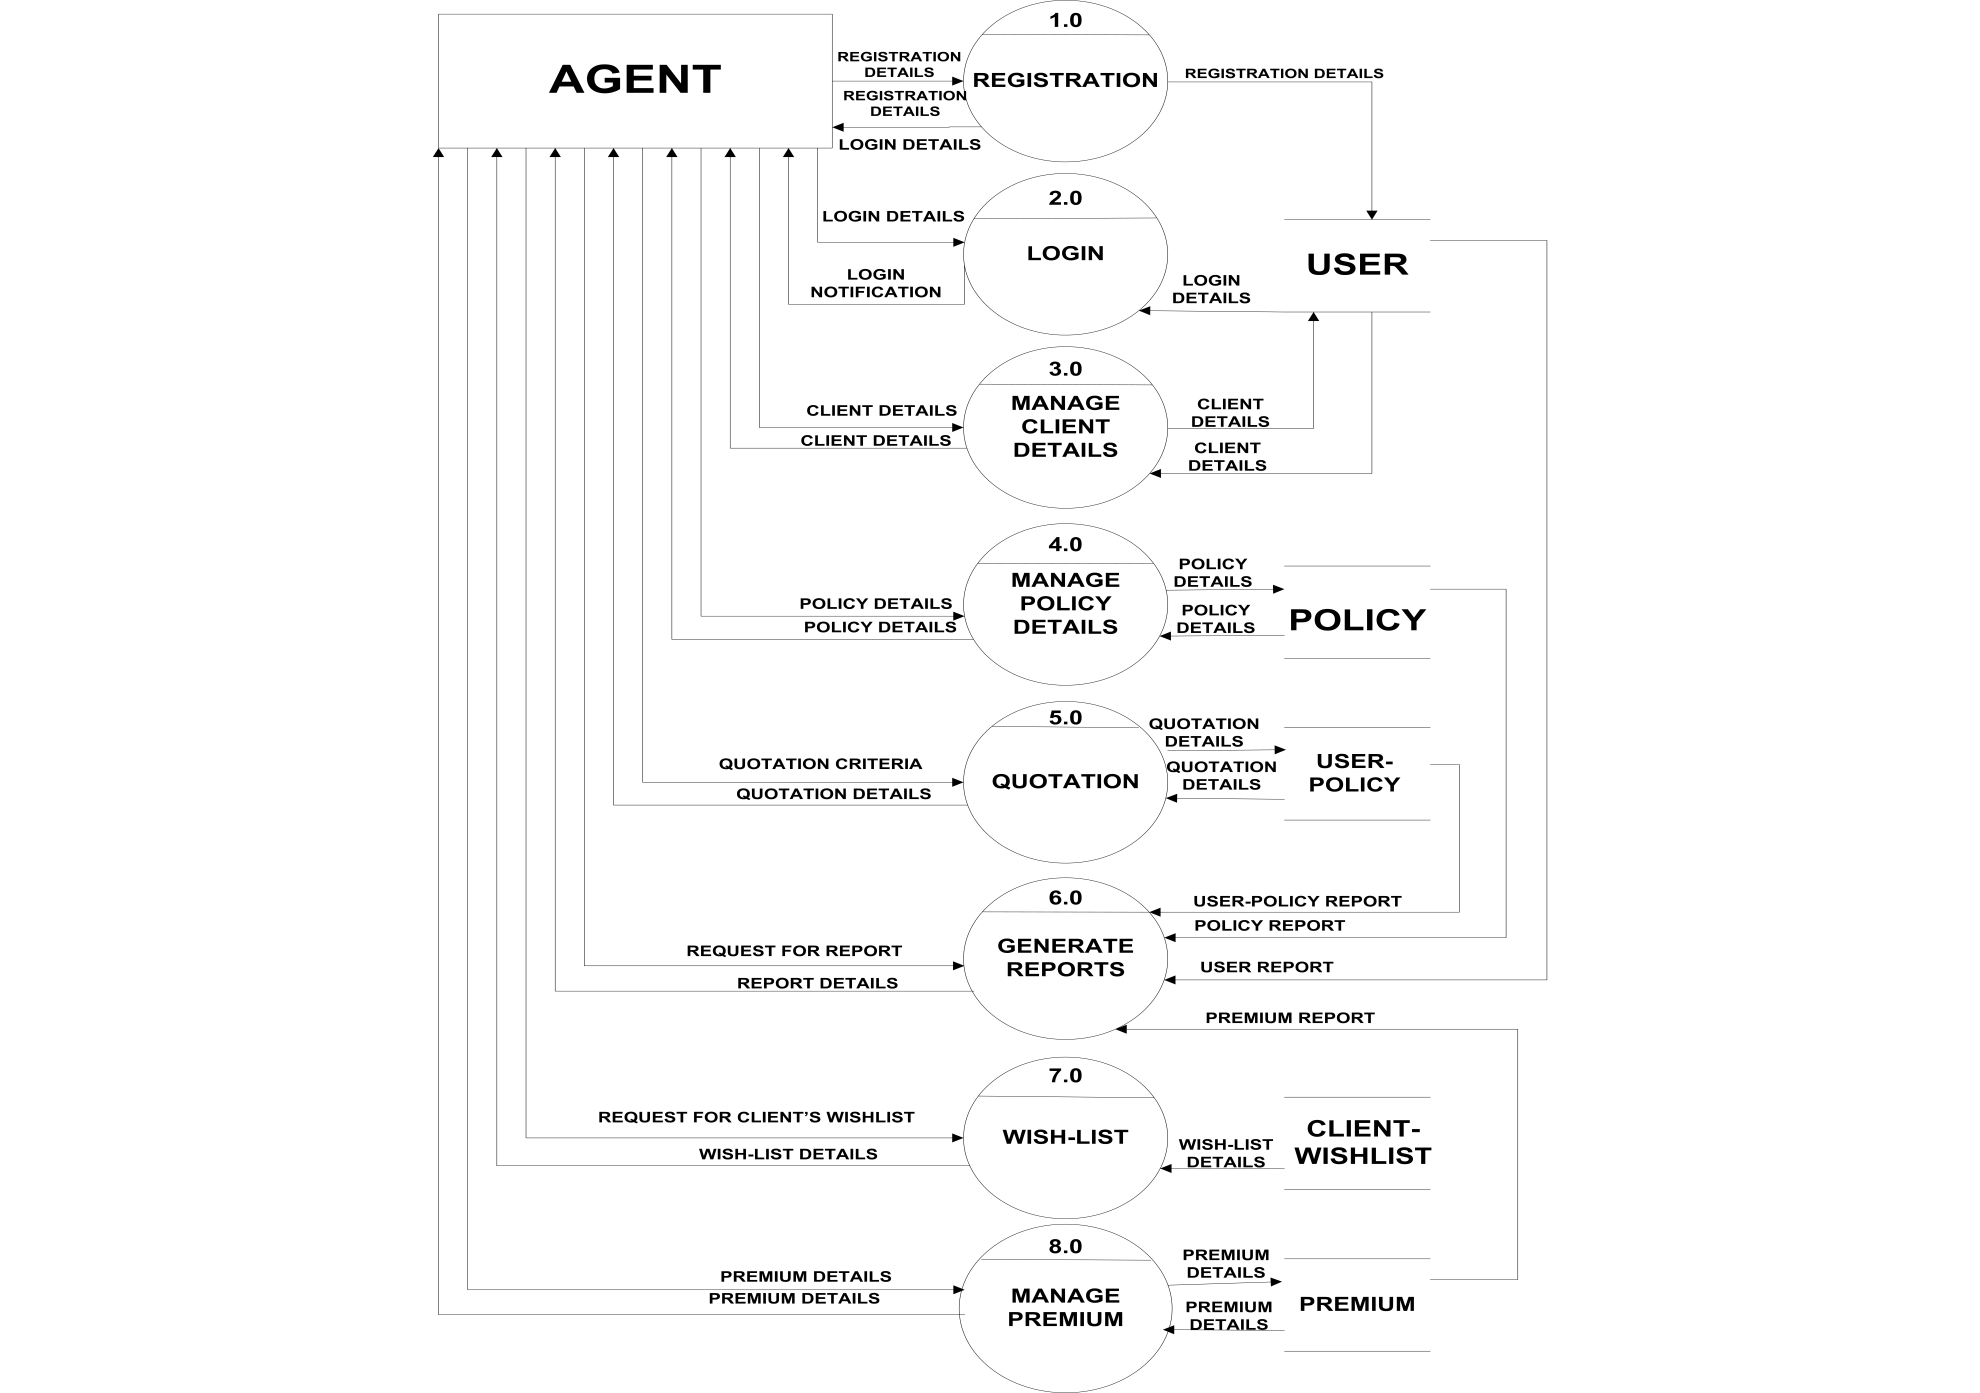 AGENT
1.0
REGISTRATION
REGISTRATION
DETAILS
REGISTRATION
DETAILS
LOGIN DETAILS
REGISTRATION DETAILS
2.0
LOGIN
LOGIN DETAILS
LOGIN
NOTIFICATION
LOGIN
DETAILS
USER
3.0
MANAGE
CLIENT
DETAILS
CLIENT DETAILS
CLIENT DETAILS
CLIENT
DETAILS
CLIENT
DETAILS
4.0
MANAGE
POLICY
DETAILS
POLICY DETAILS
POLICY DETAILS
POLICY
DETAILS
POLICY
DETAILS
POLICY
5.0
QUOTATION
QUOTATION CRITERIA
QUOTATION DETAILS
QUOTATION
DETAILS
QUOTATION
DETAILS
USER-
POLICY
6.0
GENERATE
REPORTS
REQUEST FOR REPORT
REPORT DETAILS
USER-POLICY REPORT
POLICY REPORT
USER REPORT
PREMIUM REPORT
7.0
WISH-LIST
REQUEST FOR CLIENT’S WISHLIST
WISH-LIST DETAILS
WISH-LIST
DETAILS
CLIENT-
WISHLIST
8.0
MANAGE
PREMIUM
PREMIUM DETAILS
PREMIUM DETAILS
PREMIUM
DETAILS
PREMIUM
DETAILS
PREMIUM